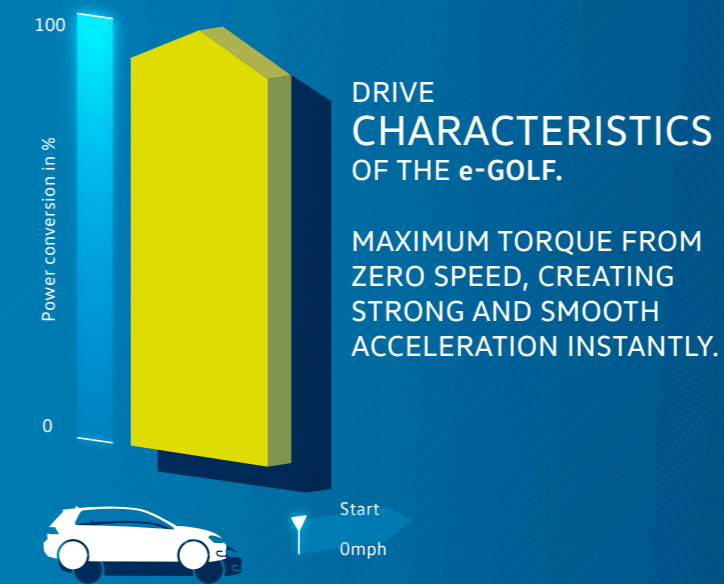 100
Power conversion in %
0
DRIVE
CHARACTERISTICS
OF THE e-GOLF.
MAXIMUM TORQUE FROM
ZERO SPEED, CREATING
STRONG AND SMOOTH
ACCELERATION INSTANTLY.
Start
0mph